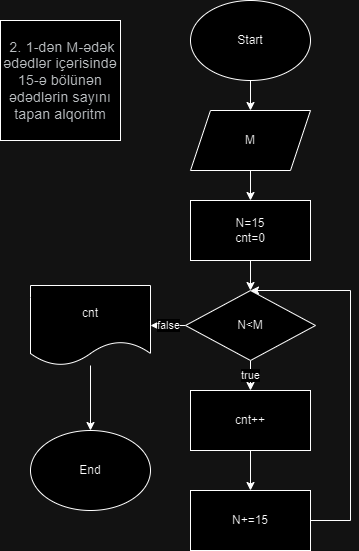 2. 1-dən M-ədək
ədədlər içerisində
15-ə bölünən
ədədlərin sayını
tapan alqoritm
Start
M
N=15
cnt=0
N<M
false
cnt
true
cnt++
End
N+=15